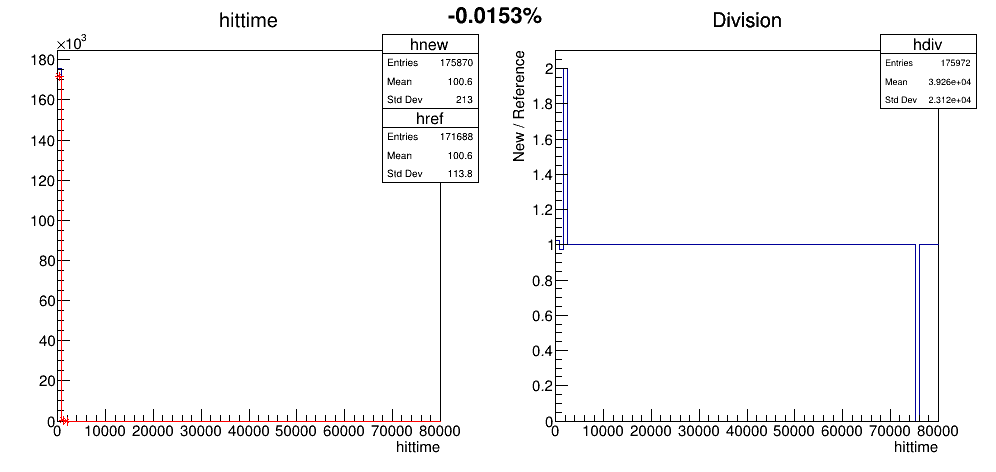 -0.0153%
hittime
×10³
180
160
140
120
100
80
60
40
20
0
0 10000 20000 30000 40000 50000 60000 70000 80000
hittime
hnew
Entries 175870
Mean 100.6
Std Dev 213
href
Entries 171688
Mean 100.6
Std Dev 113.8
Division
New / Reference
2
1.8
1.6
1.4
1.2
1
0.8
0.6
0.4
0.2
0
0 10000 20000 30000 40000 50000 60000 70000 80000
hittime
hdiv
Entries 175972
Mean 3.926e+04
Std Dev 2.312e+04